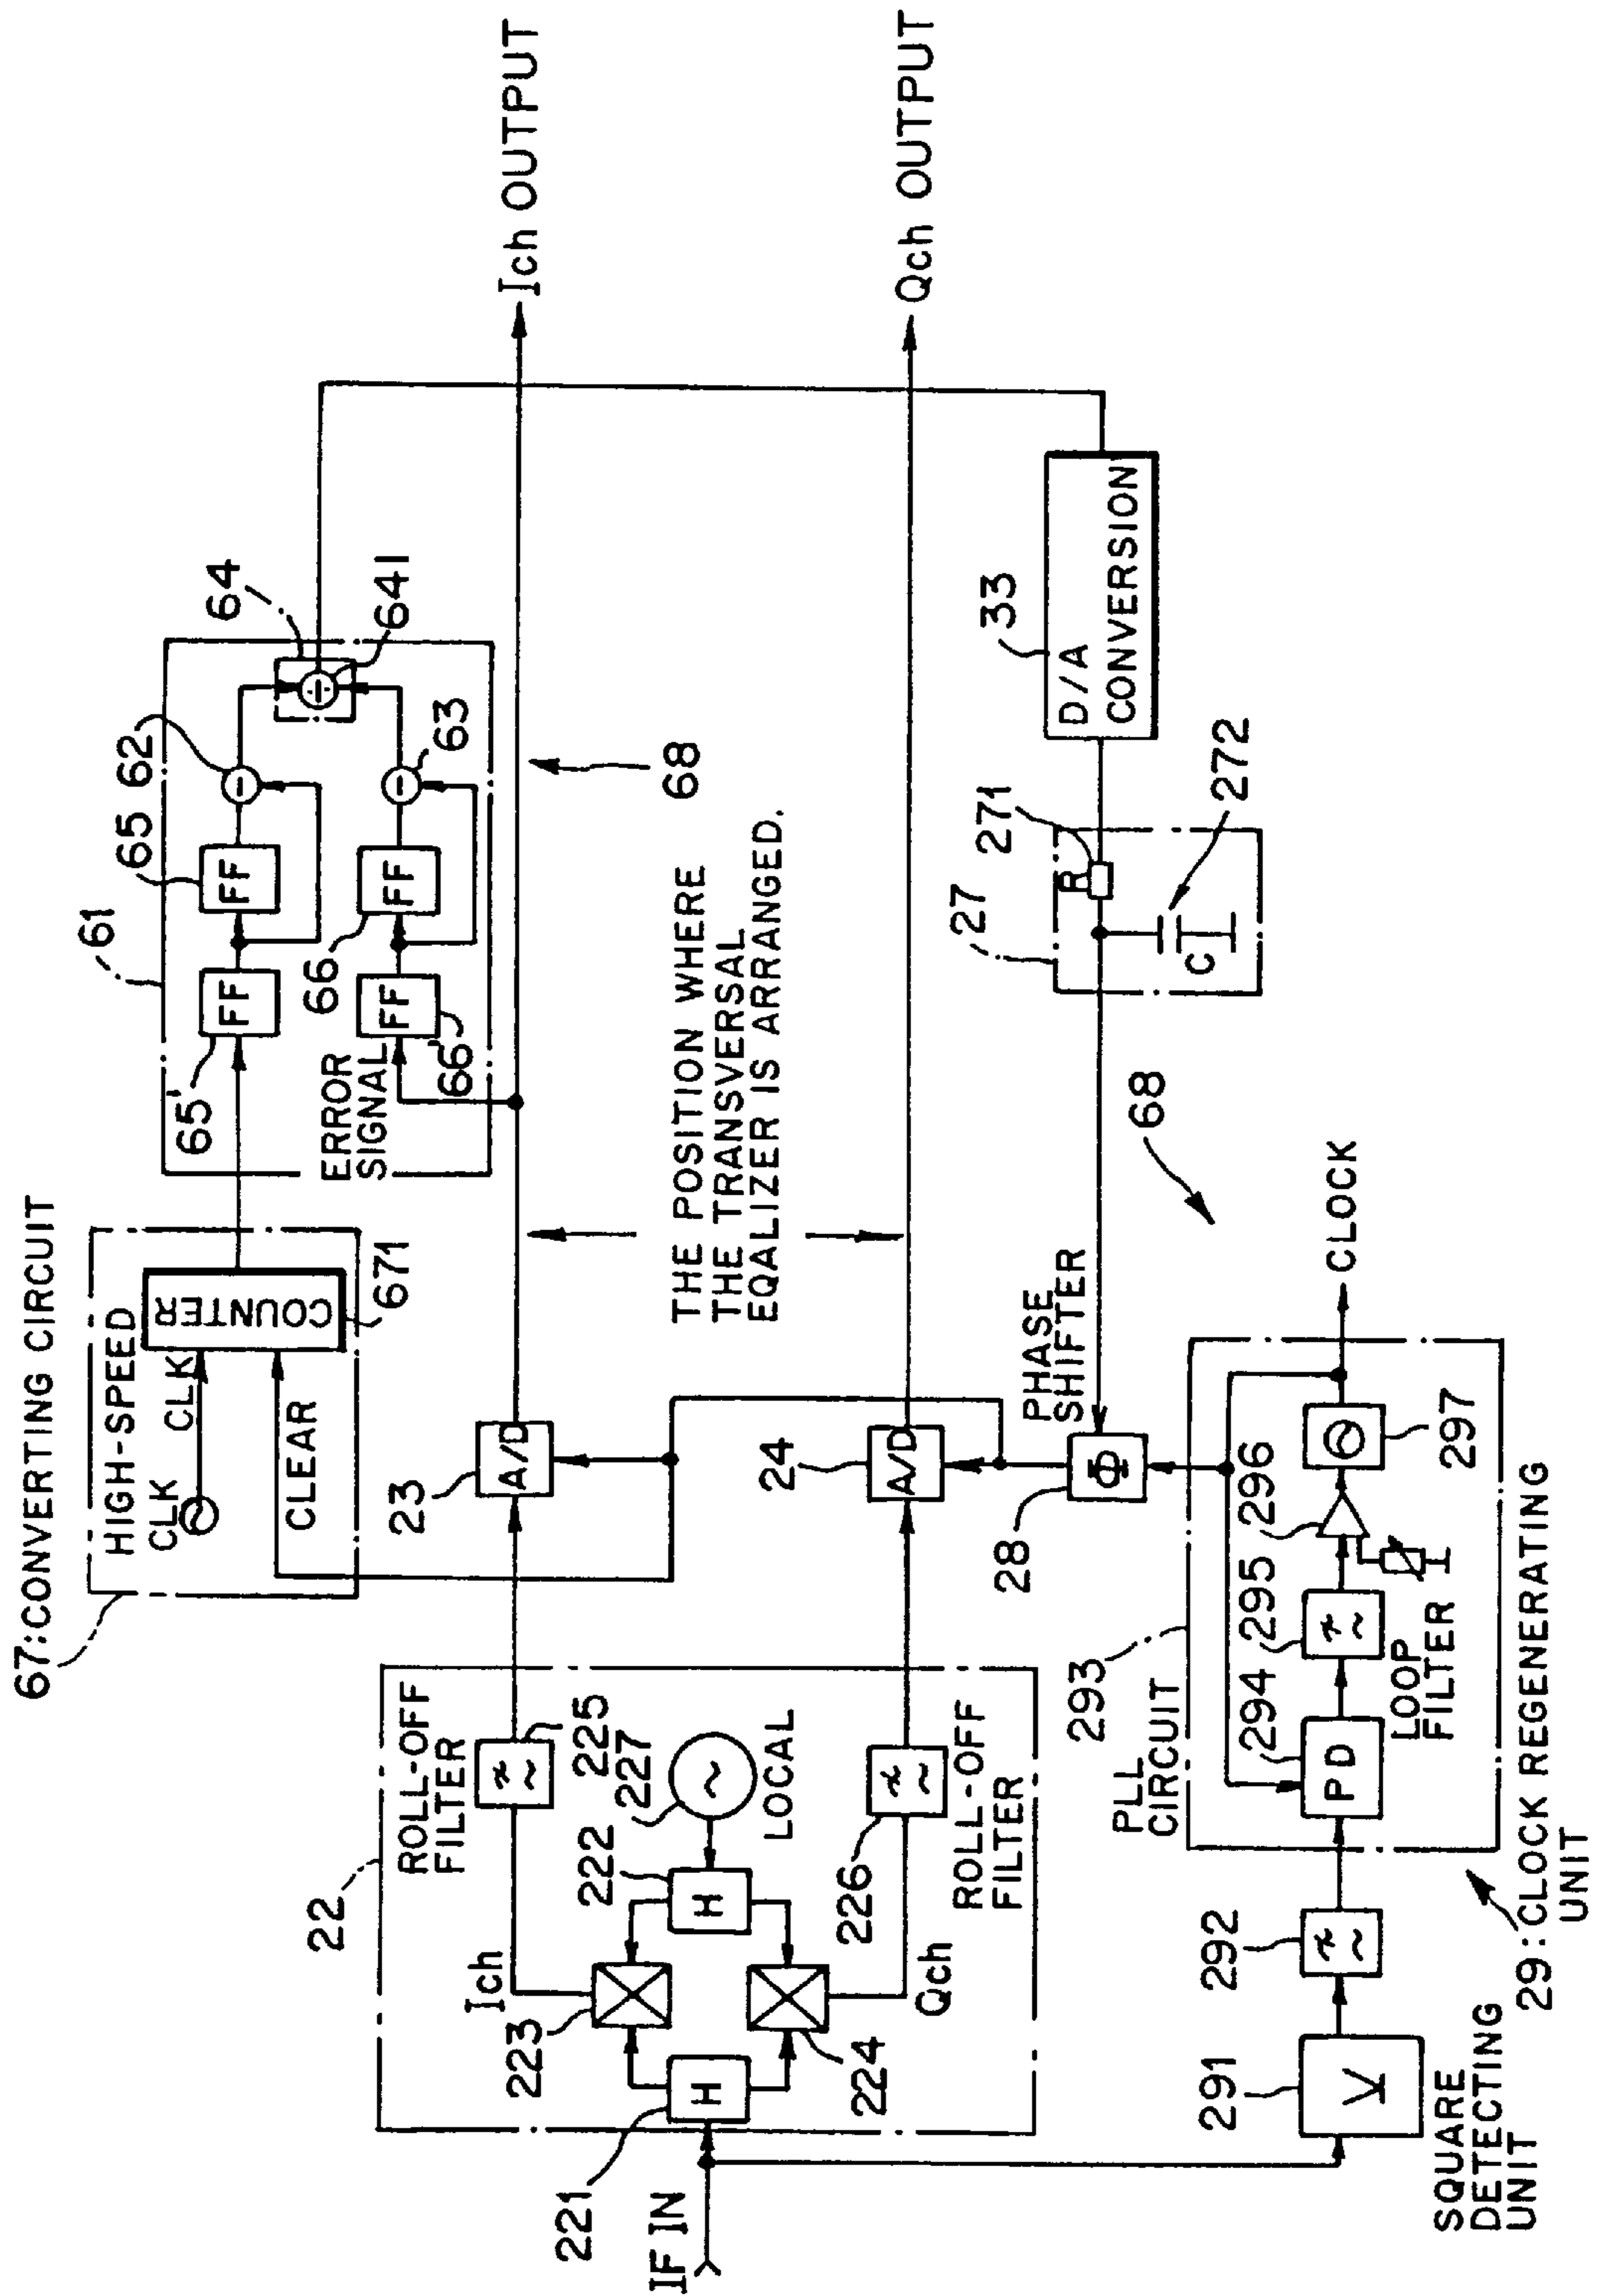 67:CONVERTING CIRCUIT
HIGH-SPEED
CLK
CLK
CLEAR
COUNTER
671
61
65'
FF
65
FF
62
-
64
÷
641
ERROR
SIGNAL
66'
FF
66
FF
63
-
22
ROLL-OFF
FILTER
225
227
LOCAL
222
H
Ich
223
221
H
224
Qch
226
ROLL-OFF
FILTER
IF IN
23
A/D
24
A/D
Ich OUTPUT
68
THE POSITION WHERE
THE TRANSVERSAL
EQALIZER IS ARRANGED.
Qch OUTPUT
PHASE
SHIFTER
28
Φ
27
R
271
C
272
33
D/A
CONVERSION
68
SQUARE
DETECTING
UNIT
291
292
PLL
CIRCUIT
293
294
PD
295
LOOP
FILTER
296
297
CLOCK
29:CLOCK REGENERATING
UNIT